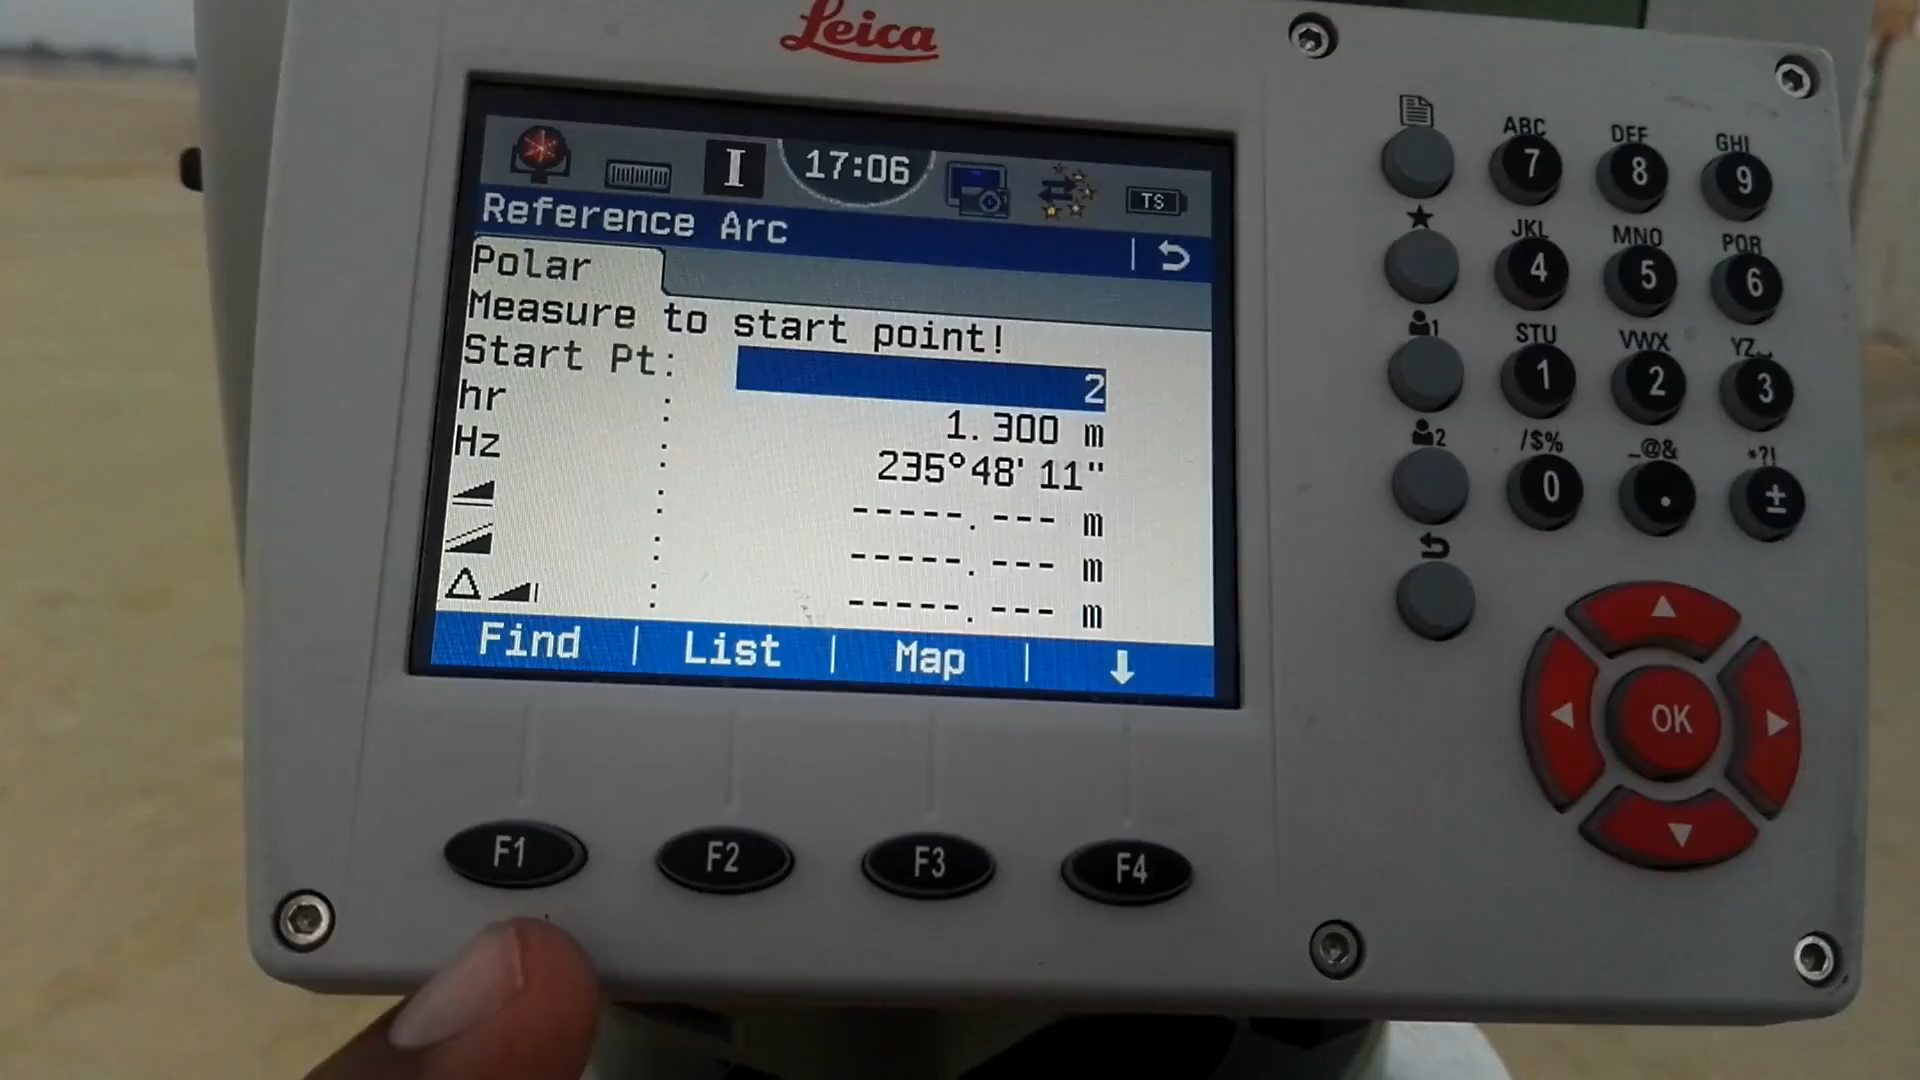 Leica
I 17:06 TS
Reference Arc
Polar
Measure to start point!
Start Pt: 2
hr : 1.300 m
Hz : 235°48'11"
: -----.--- m
: -----.--- m
: -----.--- m
Find | List | Map | ↓
F1 F2 F3 F4
ABC DEF GHI
7 8 9
JKL MNO PQR
4 5 6
1 STU VWX YZ
1 2 3
2 /$% _@& *?!
0 . ±
OK